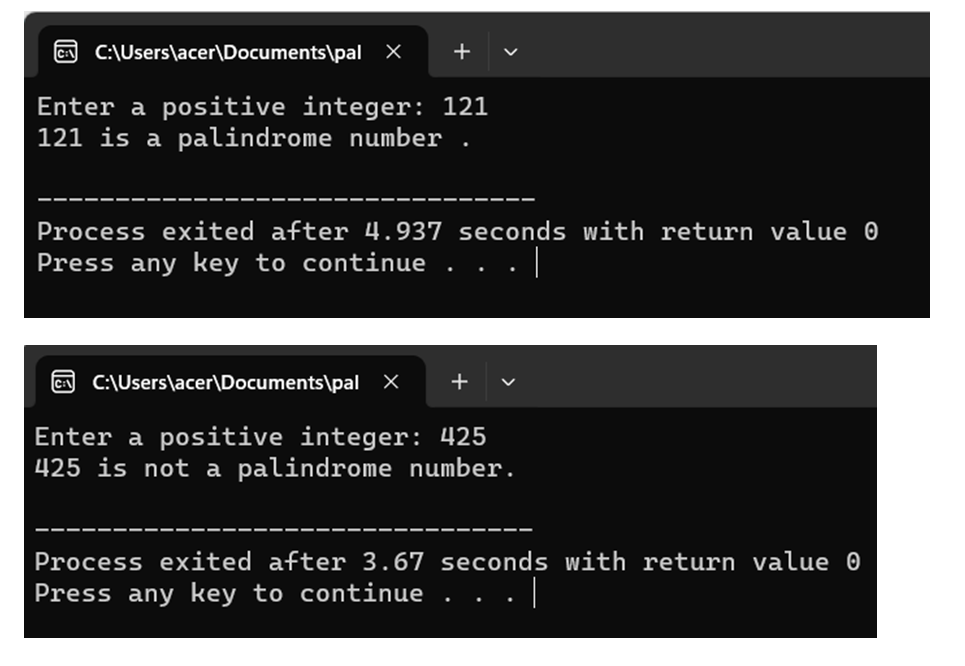 C:\Users\acer\Documents\pal
Enter a positive integer: 121
121 is a palindrome number .
--------------------------------
Process exited after 4.937 seconds with return value 0
Press any key to continue . . .
C:\Users\acer\Documents\pal
Enter a positive integer: 425
425 is not a palindrome number.
--------------------------------
Process exited after 3.67 seconds with return value 0
Press any key to continue . . .